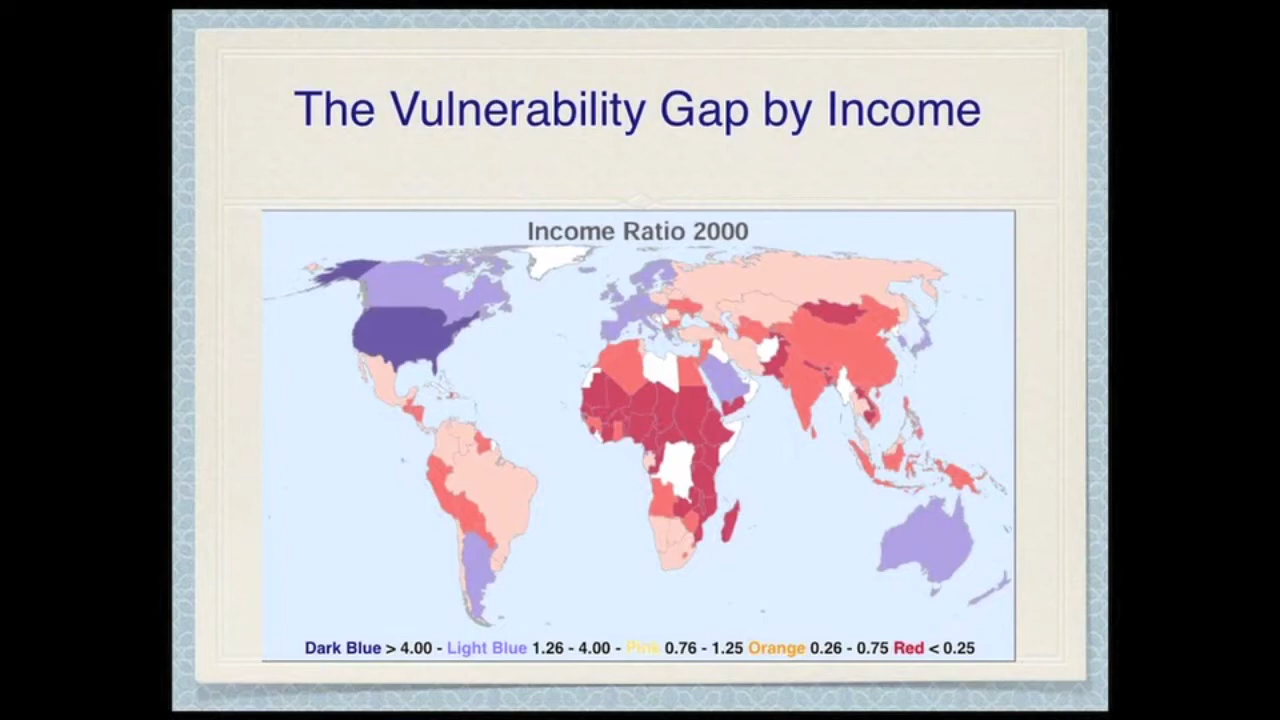 The Vulnerability Gap by Income
Income Ratio 2000
Dark Blue > 4.00 - Light Blue 1.26 - 4.00 - Pink 0.76 - 1.25 Orange 0.26 - 0.75 Red < 0.25